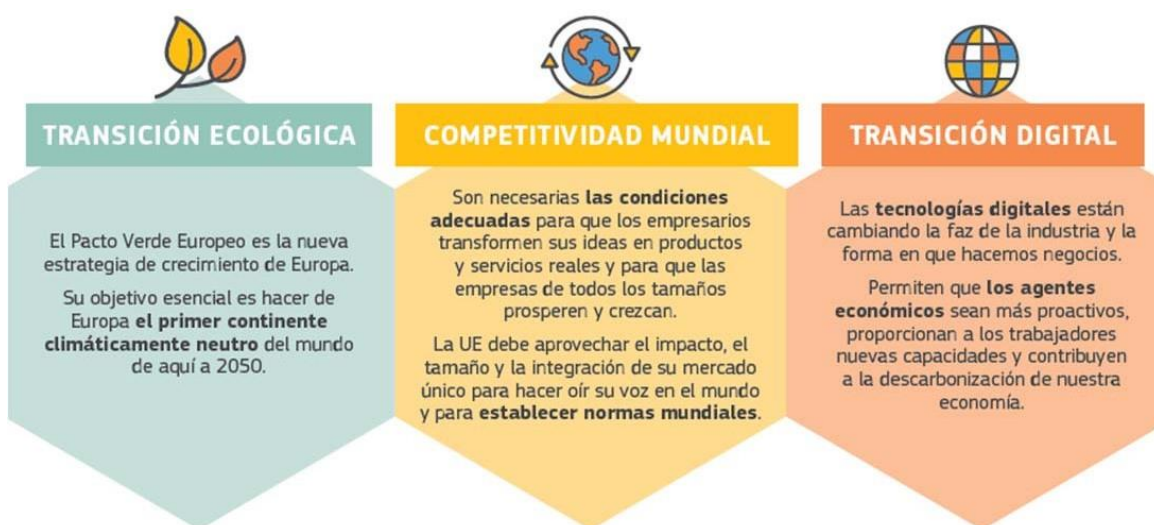 TRANSICIÓN ECOLÓGICA
El Pacto Verde Europeo es la nueva
estrategia de crecimiento de Europa.
Su objetivo esencial es hacer de
Europa el primer continente
climáticamente neutro del mundo
de aquí a 2050.
COMPETITIVIDAD MUNDIAL
Son necesarias las condiciones
adecuadas para que los empresarios
transformen sus ideas en productos
y servicios reales y para que las
empresas de todos los tamaños
prosperen y crezcan.
La UE debe aprovechar el impacto, el
tamaño y la integración de su mercado
único para hacer oír su voz en el mundo
y para establecer normas mundiales.
TRANSICIÓN DIGITAL
Las tecnologías digitales están
cambiando la faz de la industria y la
forma en que hacemos negocios.
Permiten que los agentes
económicos sean más proactivos,
proporcionan a los trabajadores
nuevas capacidades y contribuyen
a la descarbonización de nuestra
economía.